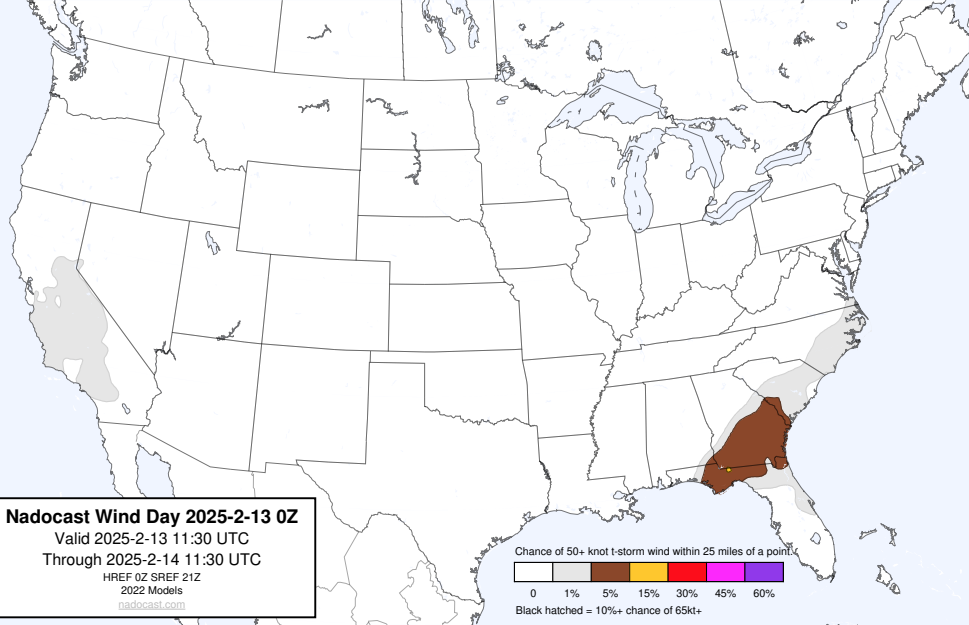 Nadocast Wind Day 2025-2-13 0Z
Valid 2025-2-13 11:30 UTC
Through 2025-2-14 11:30 UTC
HREF 0Z SREF 21Z
2022 Models
nadocast.com
Chance of 50+ knot t-storm wind within 25 miles of a point.
0 1% 5% 15% 30% 45% 60%
Black hatched = 10%+ chance of 65kt+